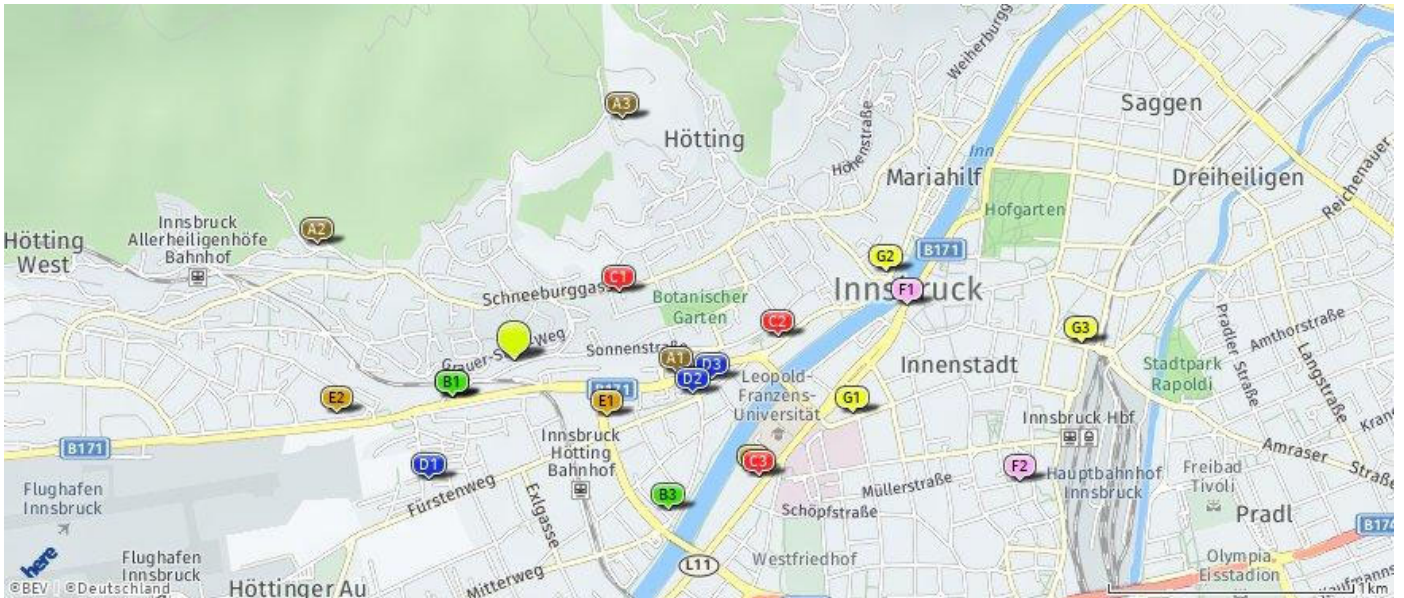 Weiherburgg
Saggen
A3
Hötting
Höhenstraße
Inn
Mariahilf
Dreiheiligen
Reichenauer
Hofgarten
Innsbruck
Allerheiligenhöfe
Bahnhof
A2
Hötting
West
G2
B171
C1
Schneeburggass
Botanischer
Garten
Innsbruck
F1
C2
G3
Pradler Straße
Amthorstraße
Langstraße
Sonnenstraße
A1
D3
D2
Innenstadt
Stadtpark
Rapoldi
B1
E2
B171
E1
Leopold-
Franzens-
Universität
G1
Innsbruck Hbf
B171
D1
Innsbruck
Hötting
Bahnhof
C3
F2
Hauptbahnhof
Innsbruck
Amraser
Straße
Freibad
Tivoli
Flughafen
Innsbruck
Fürstenweg
Exlgasse
B3
Müllerstraße
Schöpfstraße
Pradl
B174
here
Flughafen
Innsbruck
Höttinger Au
Mitterweg
L11
Westfriedhof
Olympia
Eisstadion
©BEV
©Deutschland
1km